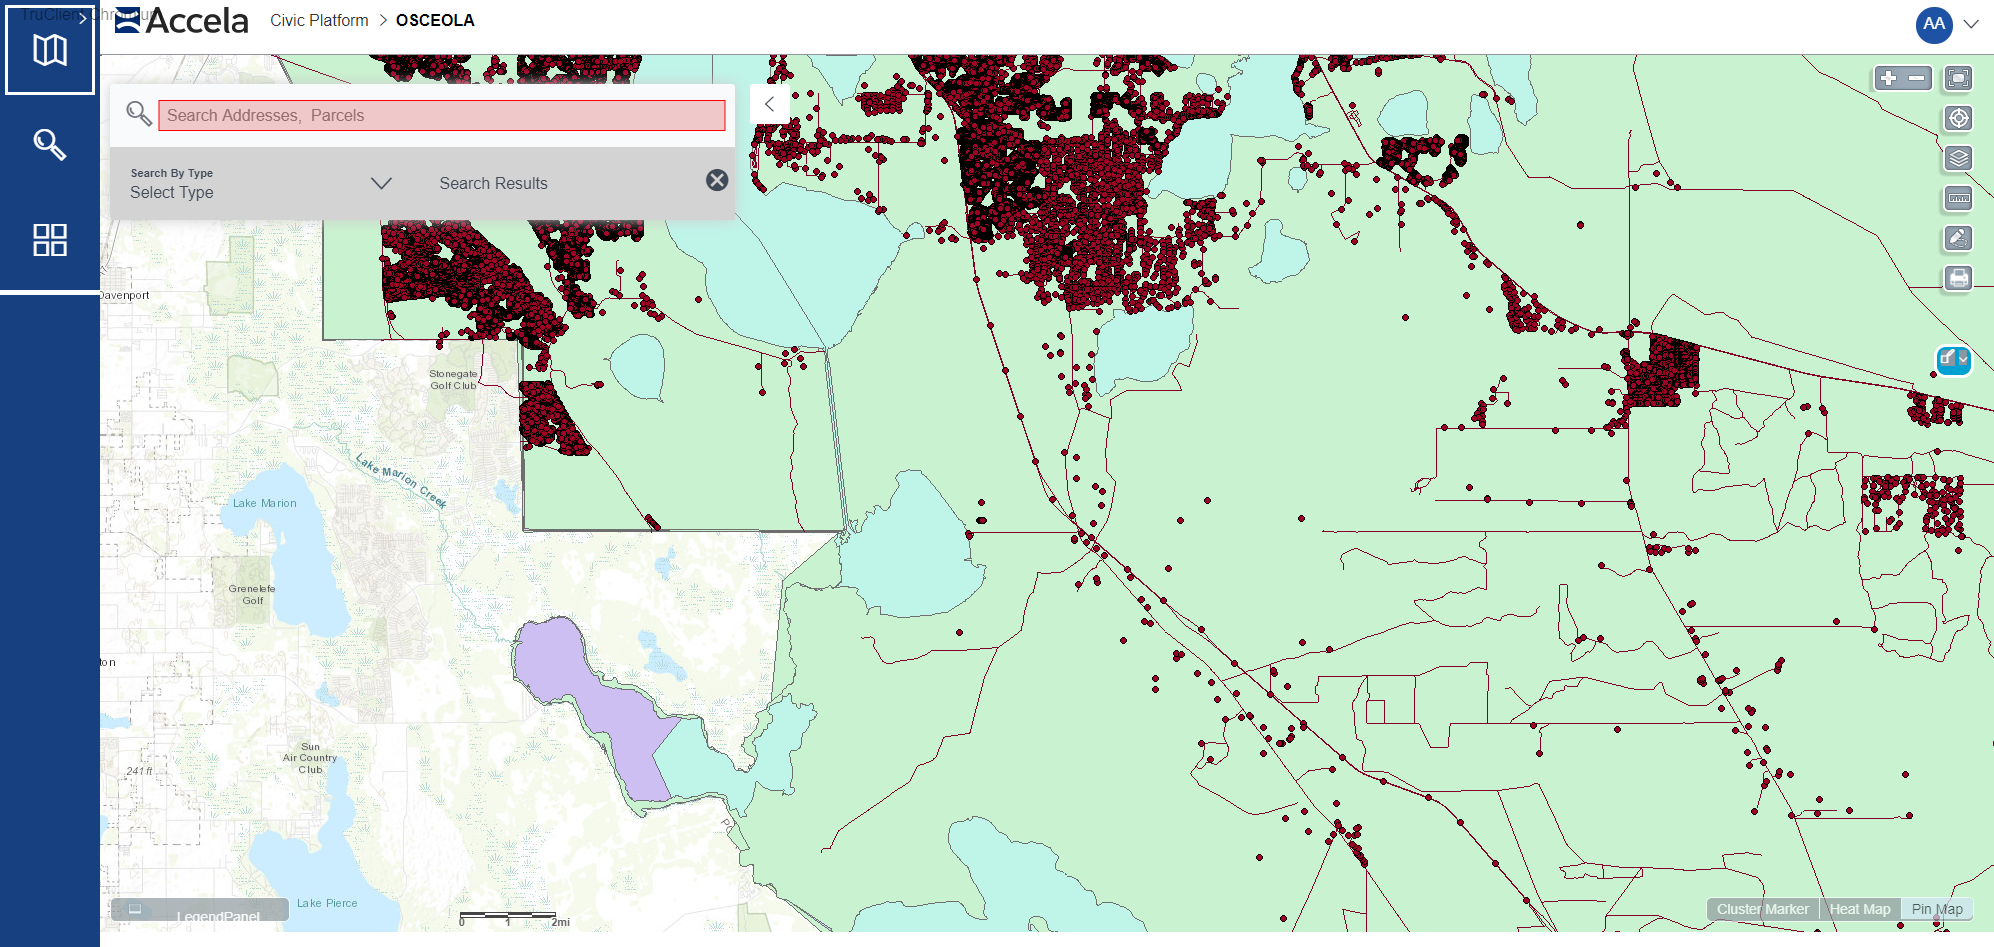 TruClient Chromium
Accela
Civic Platform > OSCEOLA
AA
Search Addresses, Parcels
Search By Type
Select Type
Search Results
Davenport
Stonegate
Golf Club
Lake Marion Creek
Lake Marion
Grenelefe
Golf
ton
Sun
Air Country
Club
241 ft
Lake Pierce
LegendPanel
0 1 2mi
Cluster Marker
Heat Map
Pin Map